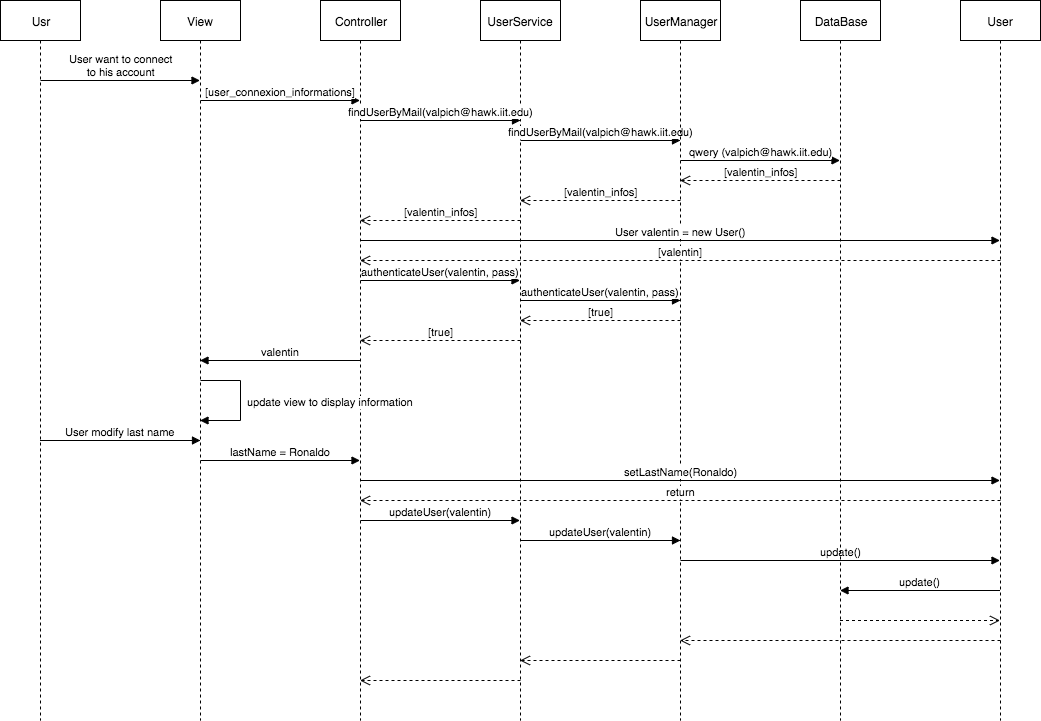 Usr
View
Controller
UserService
UserManager
DataBase
User
User want to connect
to his account
[user_connexion_informations]
findUserByMail(valpich@hawk.iit.edu)
findUserByMail(valpich@hawk.iit.edu)
qwery (valpich@hawk.iit.edu)
[valentin_infos]
[valentin_infos]
[valentin_infos]
User valentin = new User()
[valentin]
authenticateUser(valentin, pass)
authenticateUser(valentin, pass)
[true]
[true]
valentin
update view to display information
User modify last name
lastName = Ronaldo
setLastName(Ronaldo)
return
updateUser(valentin)
updateUser(valentin)
update()
update()